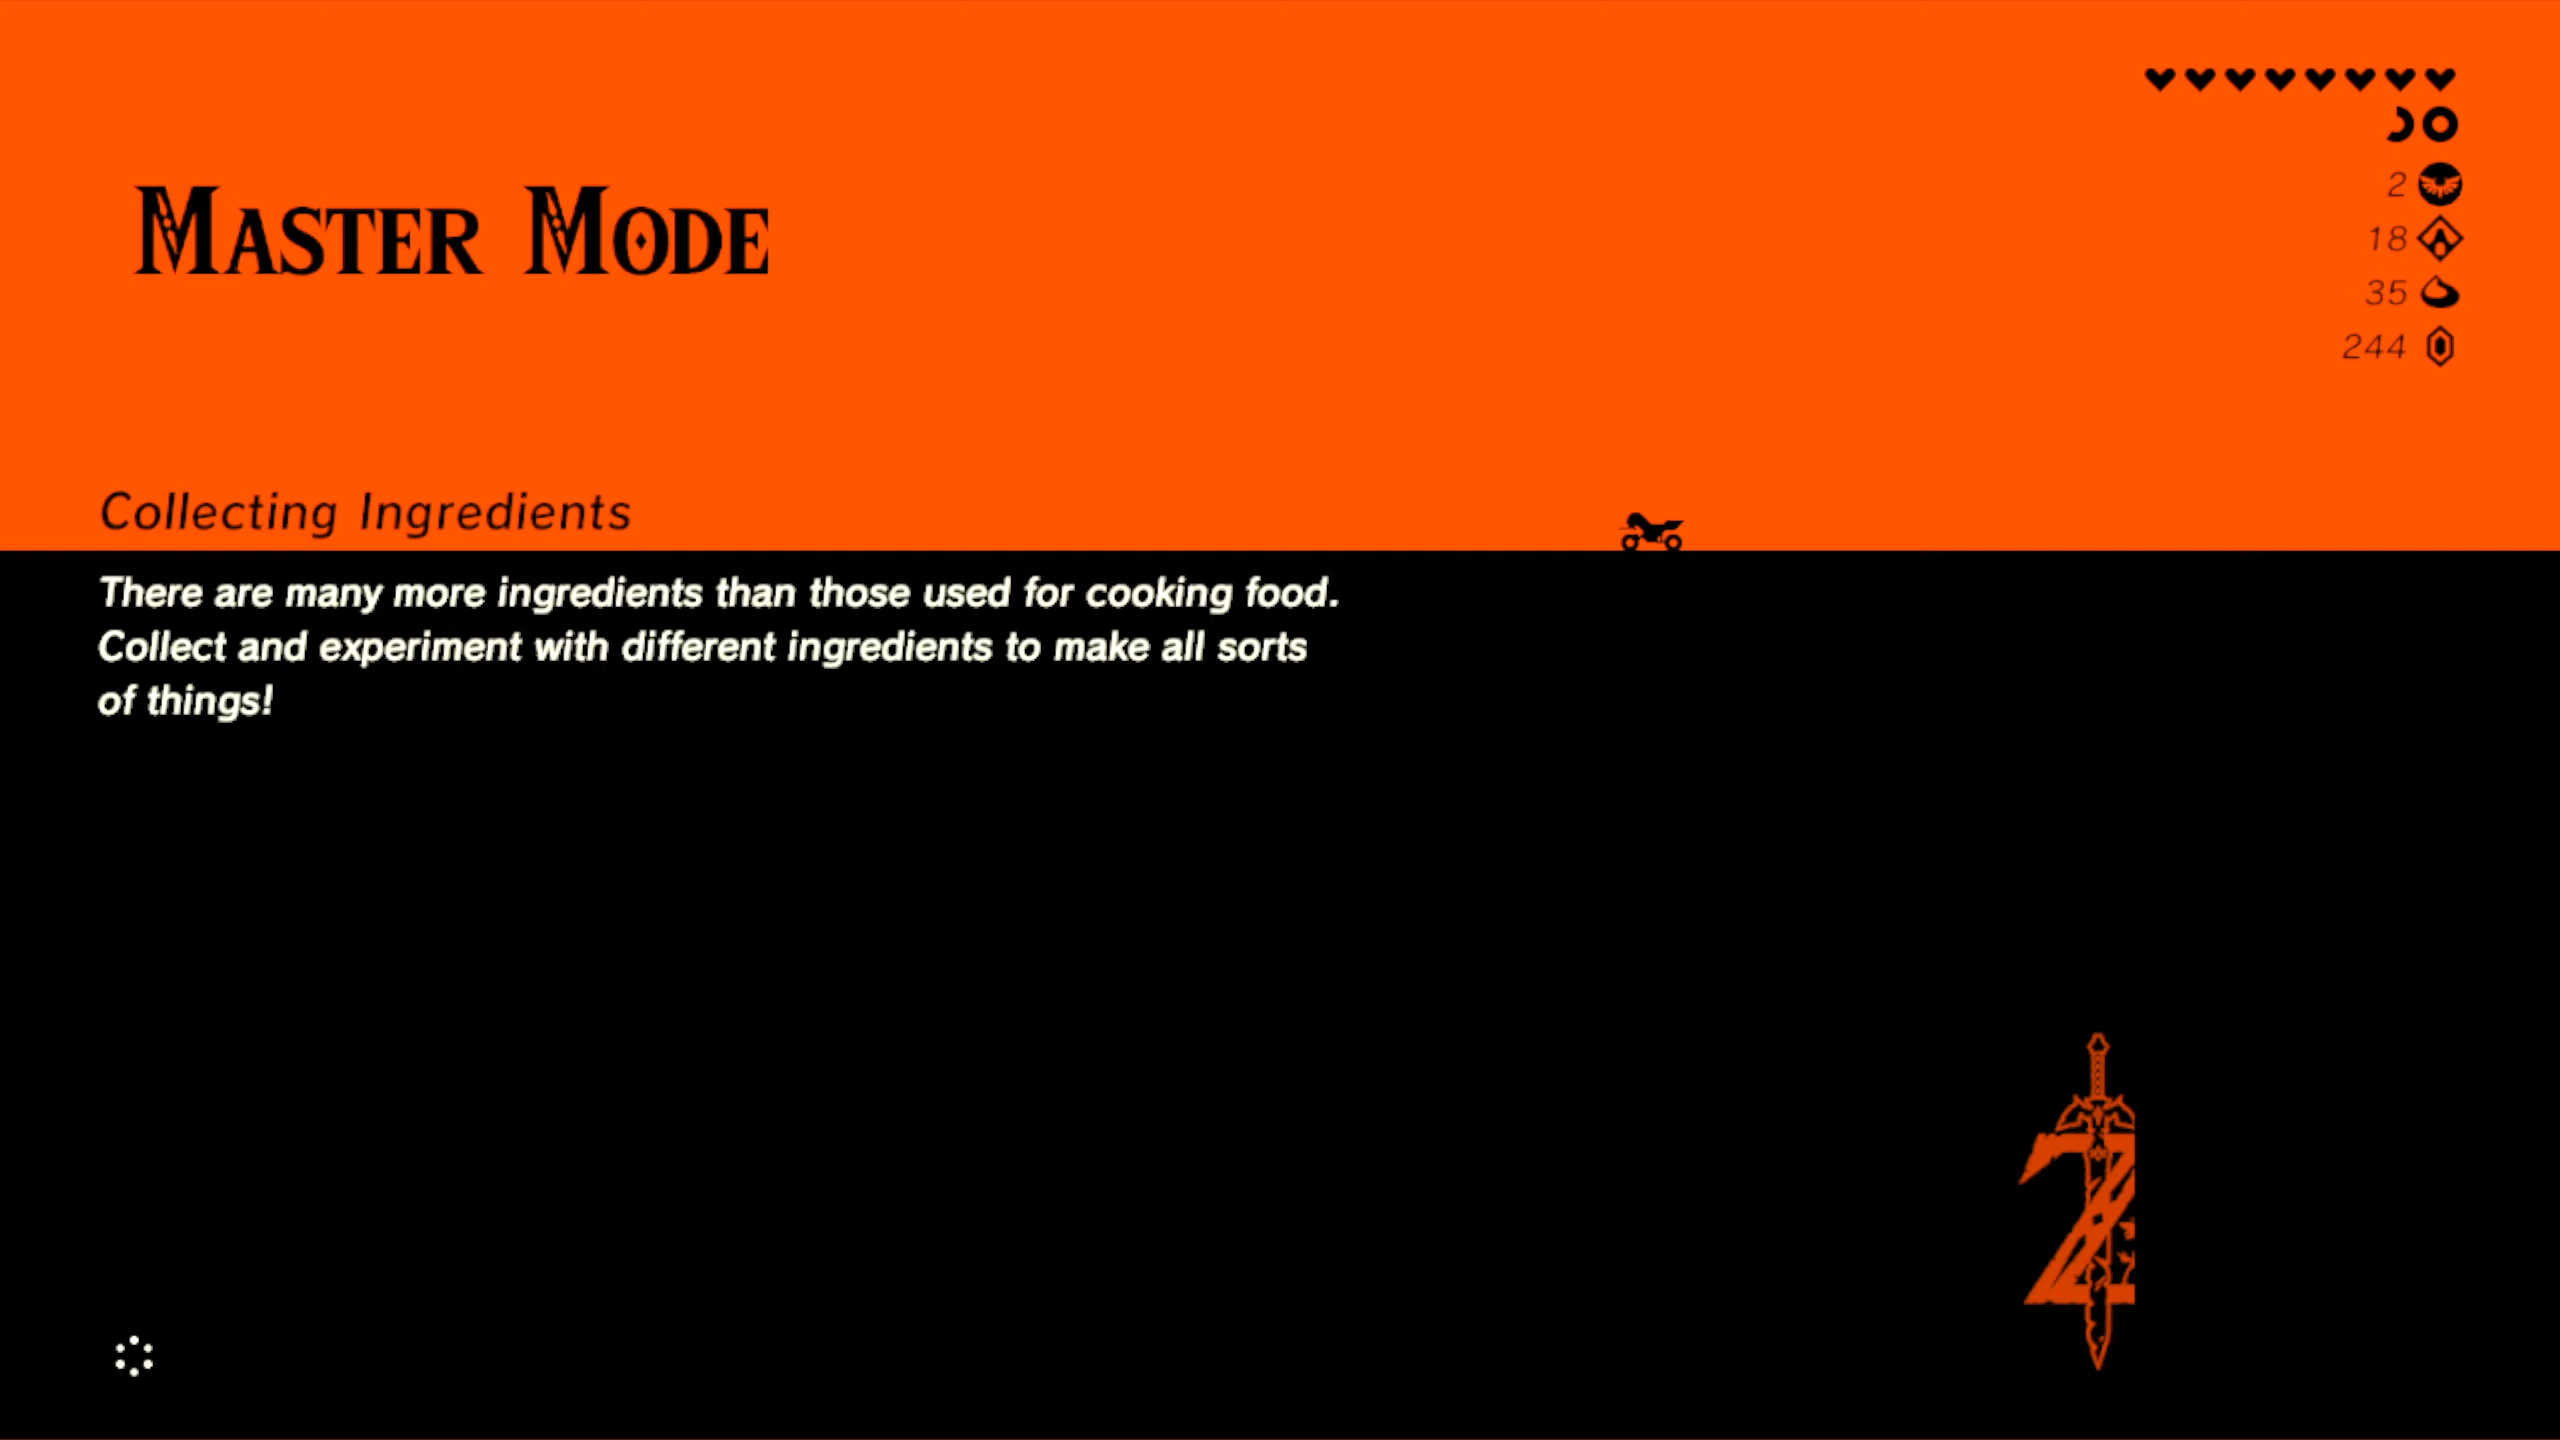 MASTER MODE
2
18
35
244
Collecting Ingredients
There are many more ingredients than those used for cooking food.
Collect and experiment with different ingredients to make all sorts
of things!
Z